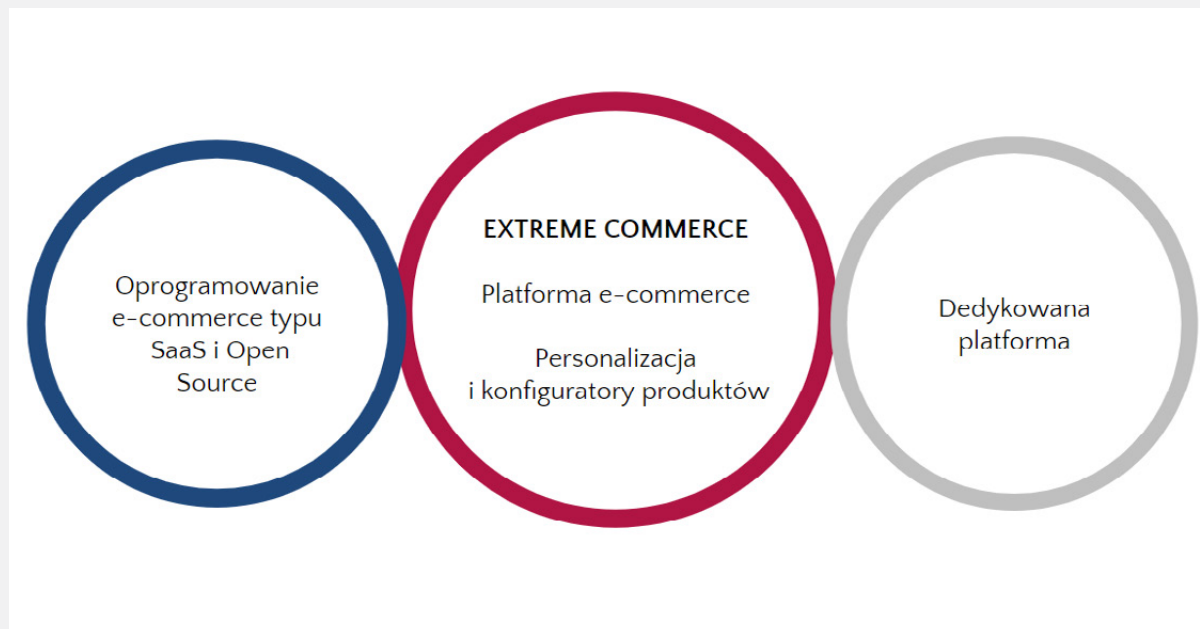 Oprogramowanie
e-commerce typu
SaaS i Open
Source
EXTREME COMMERCE
Platforma e-commerce
Personalizacja
i konfiguratory produktów
Dedykowana
platforma